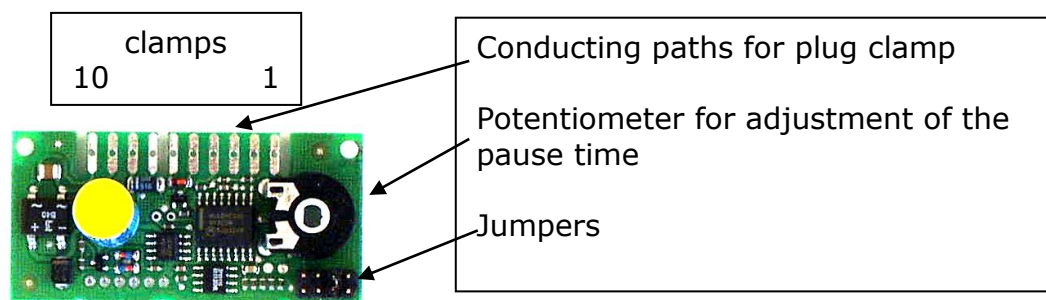 clamps
10 1
Conducting paths for plug clamp
Potentiometer for adjustment of the
pause time
Jumpers